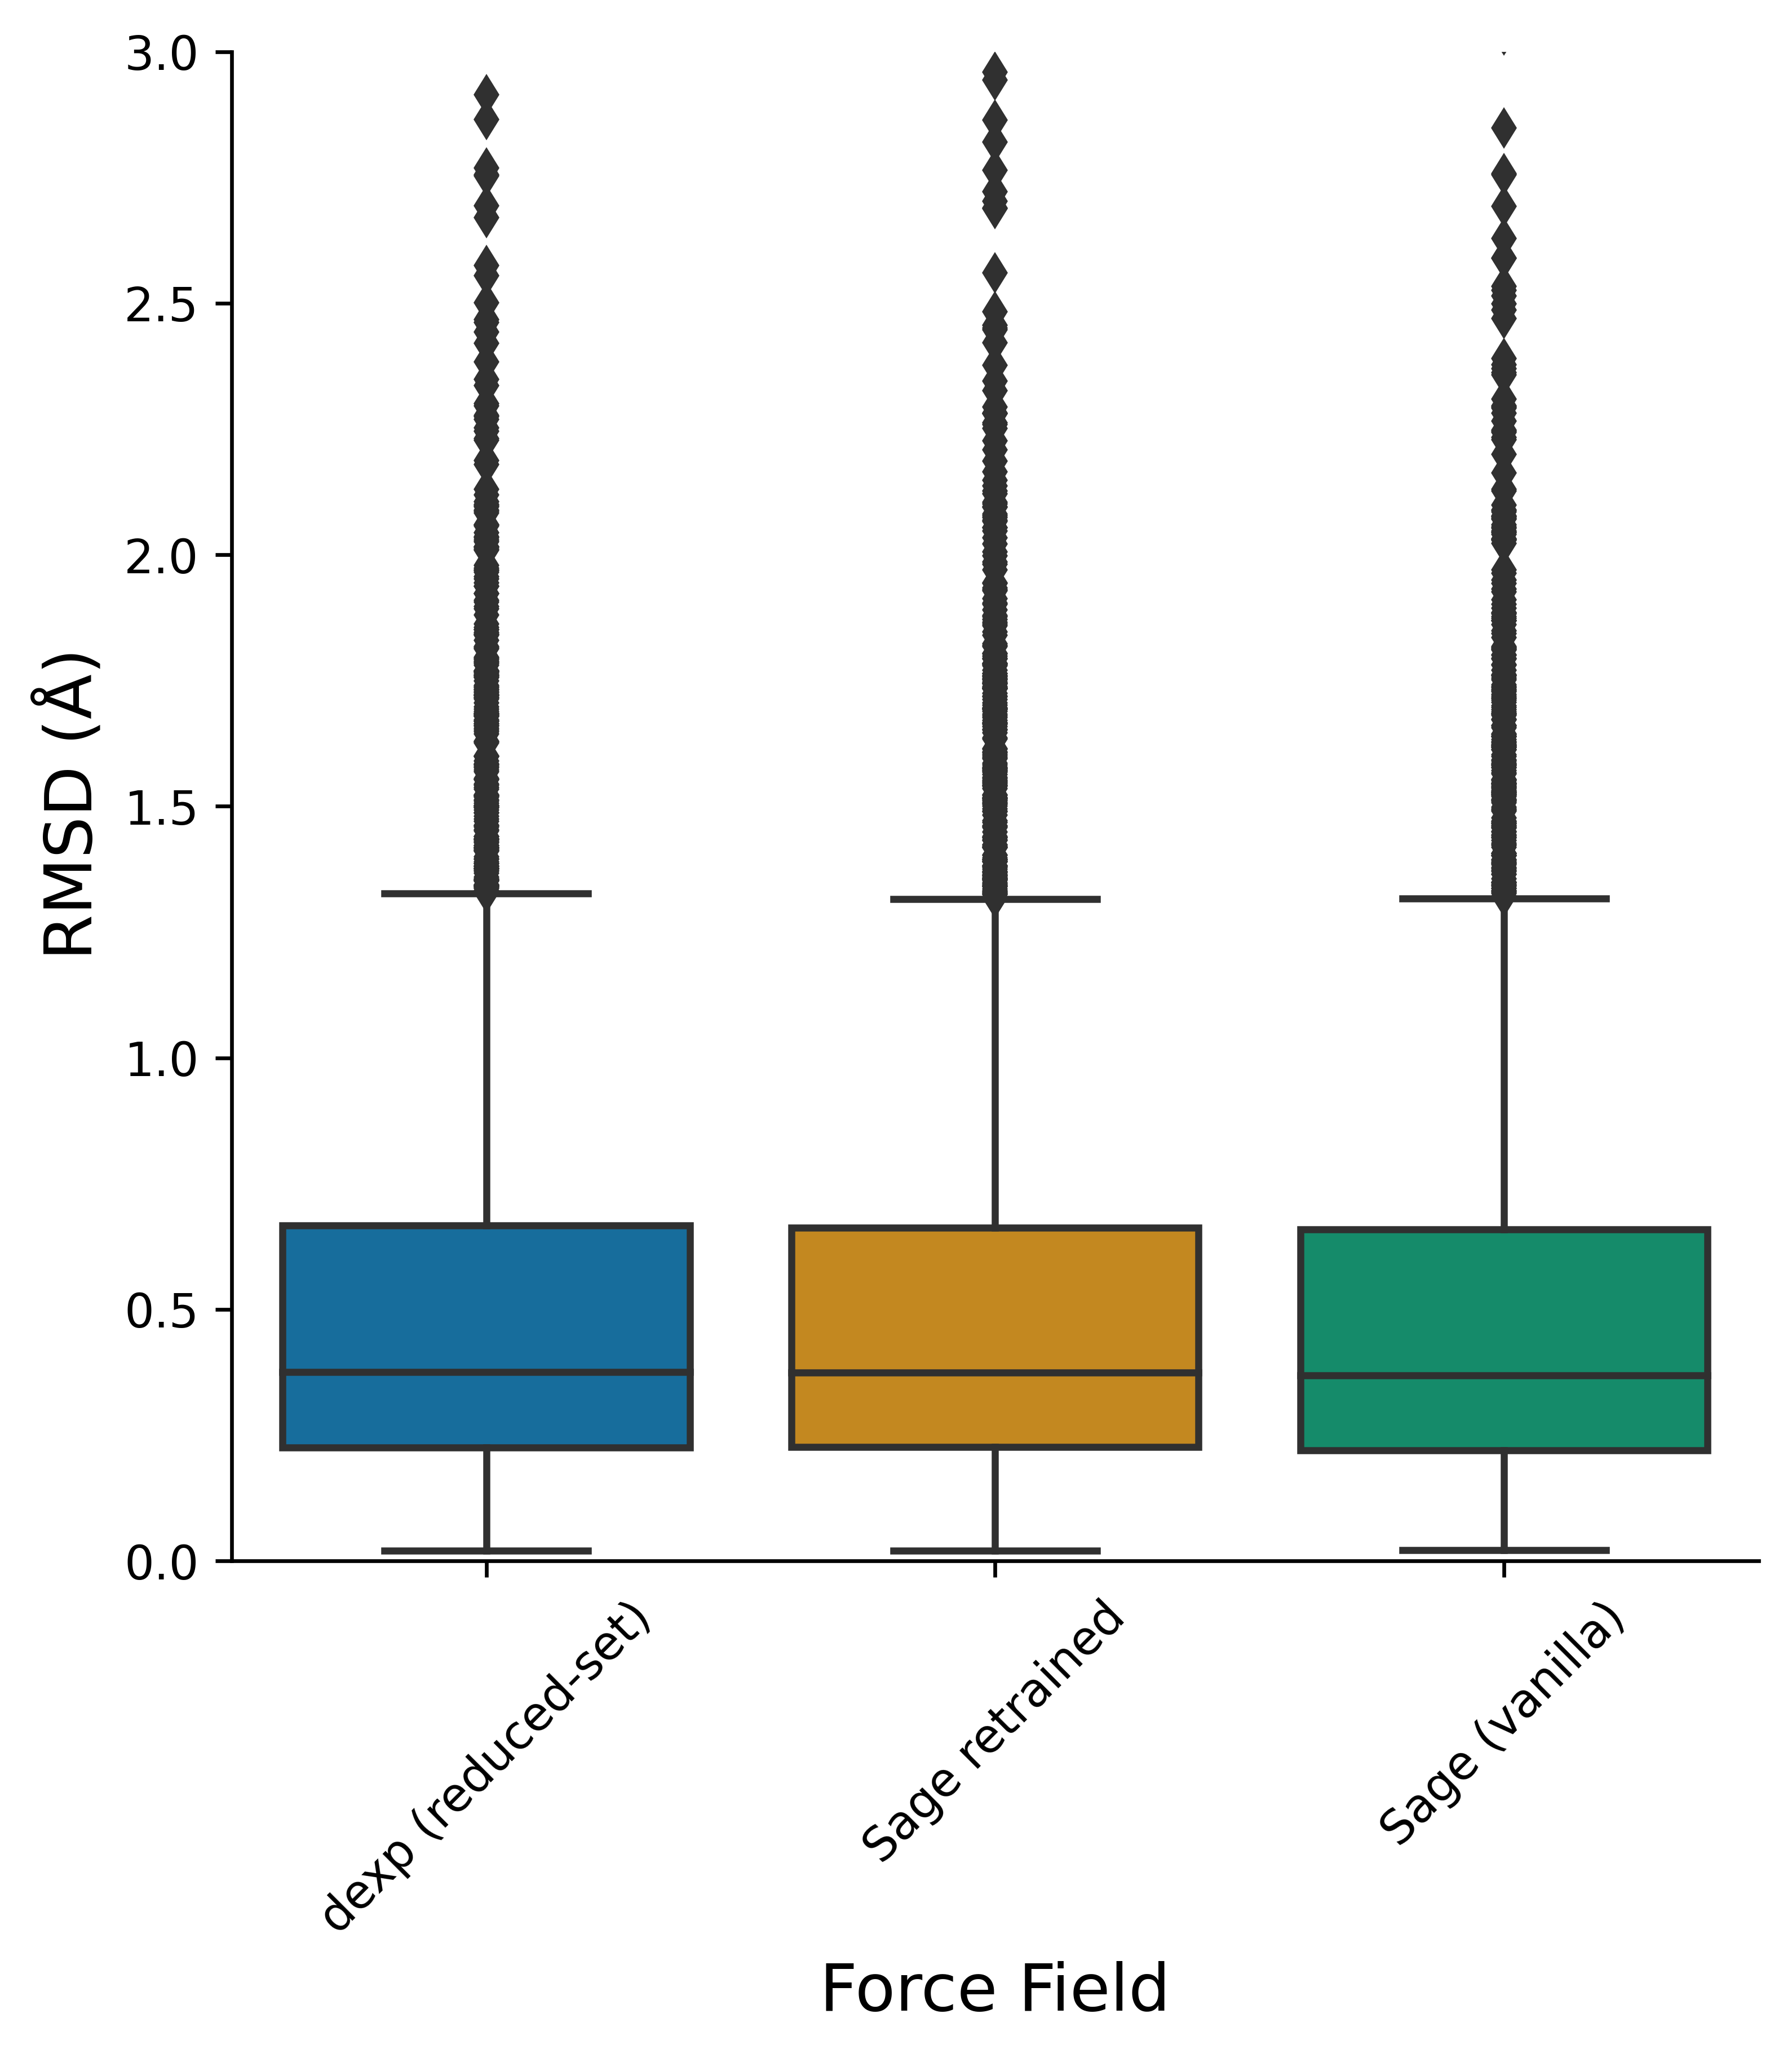 RMSD (Å)
3.0
2.5
2.0
1.5
1.0
0.5
0.0
dexp (reduced-set)
Sage retrained
Sage (vanilla)
Force Field